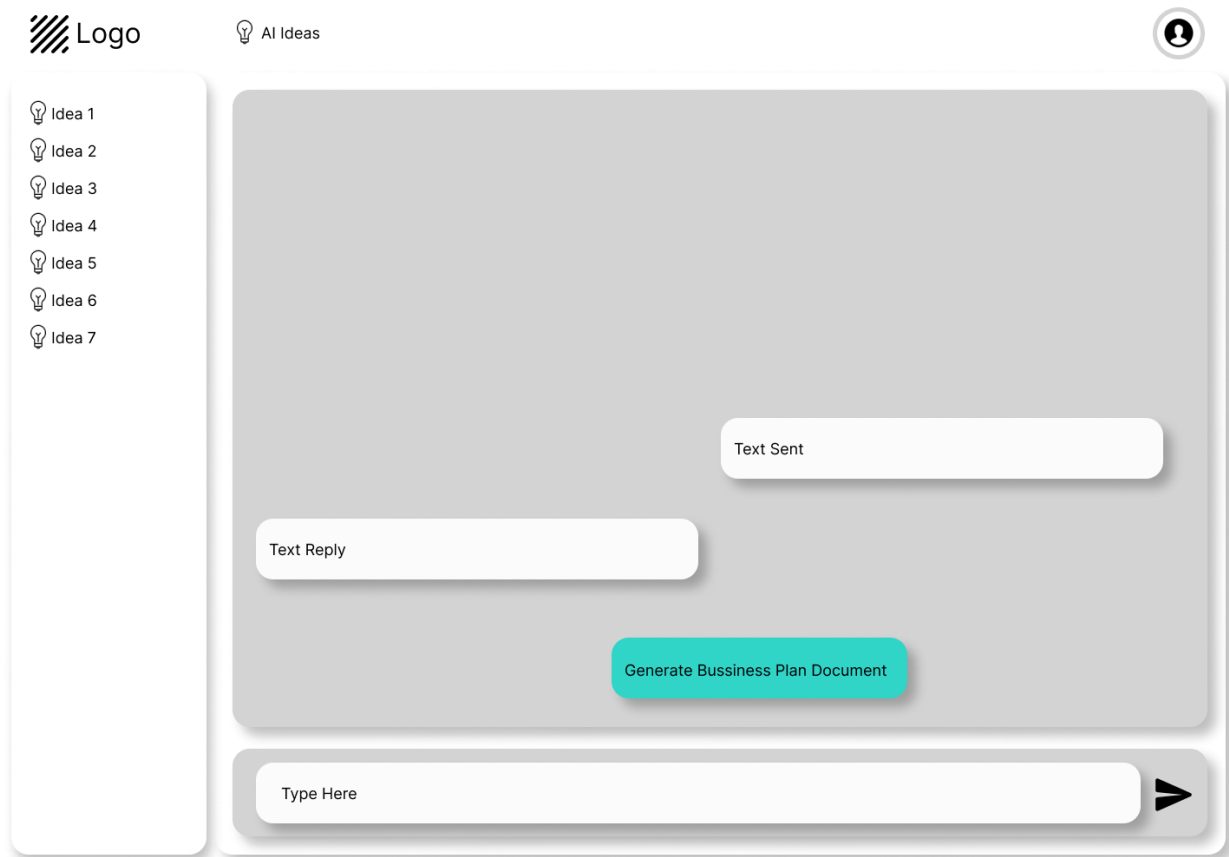 Logo
AI Ideas
Idea 1
Idea 2
Idea 3
Idea 4
Idea 5
Idea 6
Idea 7
Text Sent
Text Reply
Generate Bussiness Plan Document
Type Here